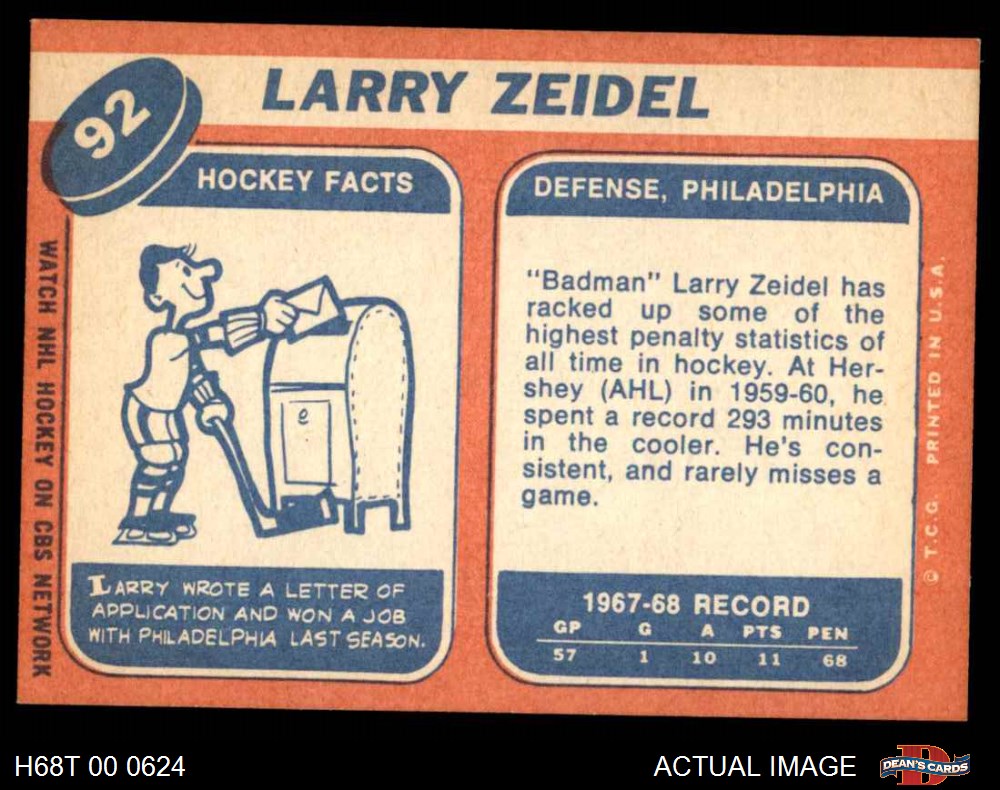 92
LARRY ZEIDEL
HOCKEY FACTS
LARRY WROTE A LETTER OF
APPLICATION AND WON A JOB
WITH PHILADELPHIA LAST SEASON.
DEFENSE, PHILADELPHIA
"Badman" Larry Zeidel has
racked up some of the
highest penalty statistics of
all time in hockey. At Her-
shey (AHL) in 1959-60, he
spent a record 293 minutes
in the cooler. He's con-
sistent, and rarely misses a
game.
1967-68 RECORD
GP G A PTS PEN
57 1 10 11 68
WATCH NHL HOCKEY ON CBS NETWORK
© T.C.G. PRINTED IN U.S.A.
H68T 00 0624
ACTUAL IMAGE
D
DEAN'S CARDS